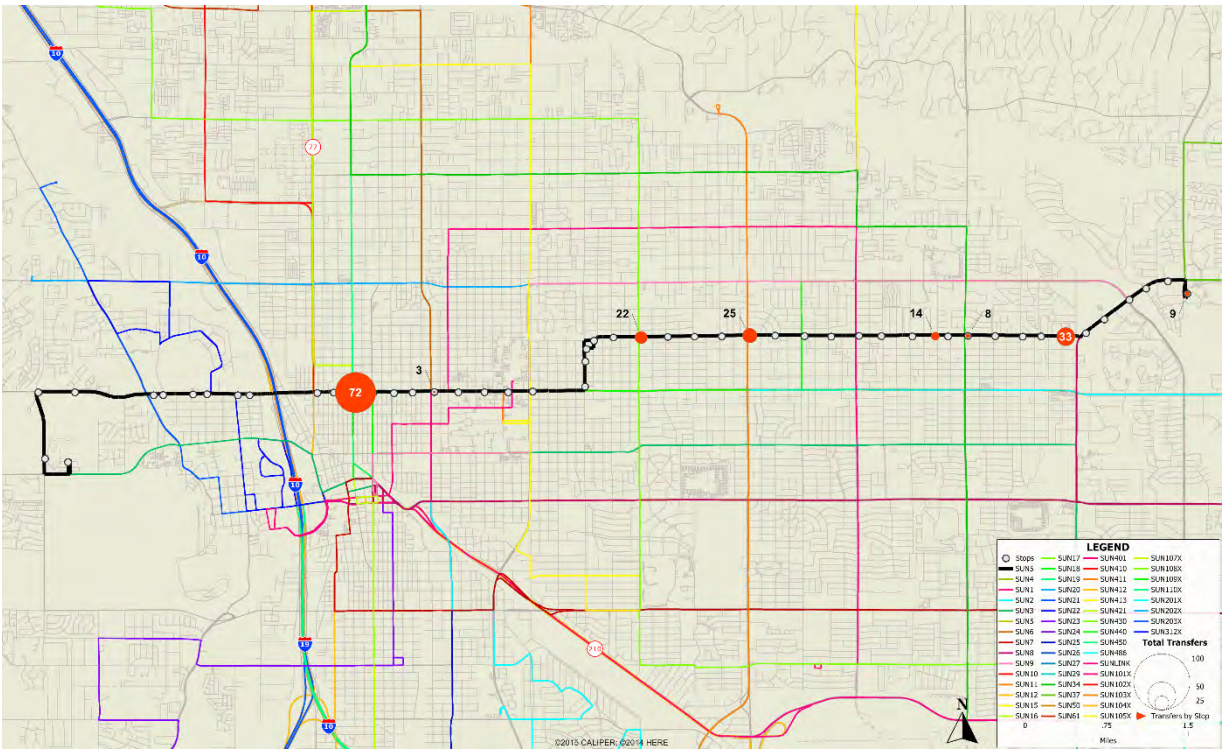 10
77
10
22
25
14
8
9
33
3
72
10
210
19
19
N
LEGEND
Stops SUN17 SUN401 SUN107X
SUN5 SUN18 SUN410 SUN108X
SUN4 SUN19 SUN411 SUN109X
SUN1 SUN20 SUN412 SUN110X
SUN2 SUN21 SUN413 SUN201X
SUN3 SUN22 SUN421 SUN202X
SUN5 SUN23 SUN430 SUN203X
SUN6 SUN24 SUN440 SUN312X
SUN7 SUN25 SUN450
SUN8 SUN26 SUN486
SUN9 SUN27 SUNLINK
SUN10 SUN29 SUN101X
SUN11 SUN34 SUN102X
SUN12 SUN37 SUN103X
SUN15 SUN50 SUN104X
SUN16 SUN61 SUN105X
Total Transfers
100
50
25
Transfers by Stop
0 .75 1.5
Miles
©2015 CALIPER; ©2014 HERE